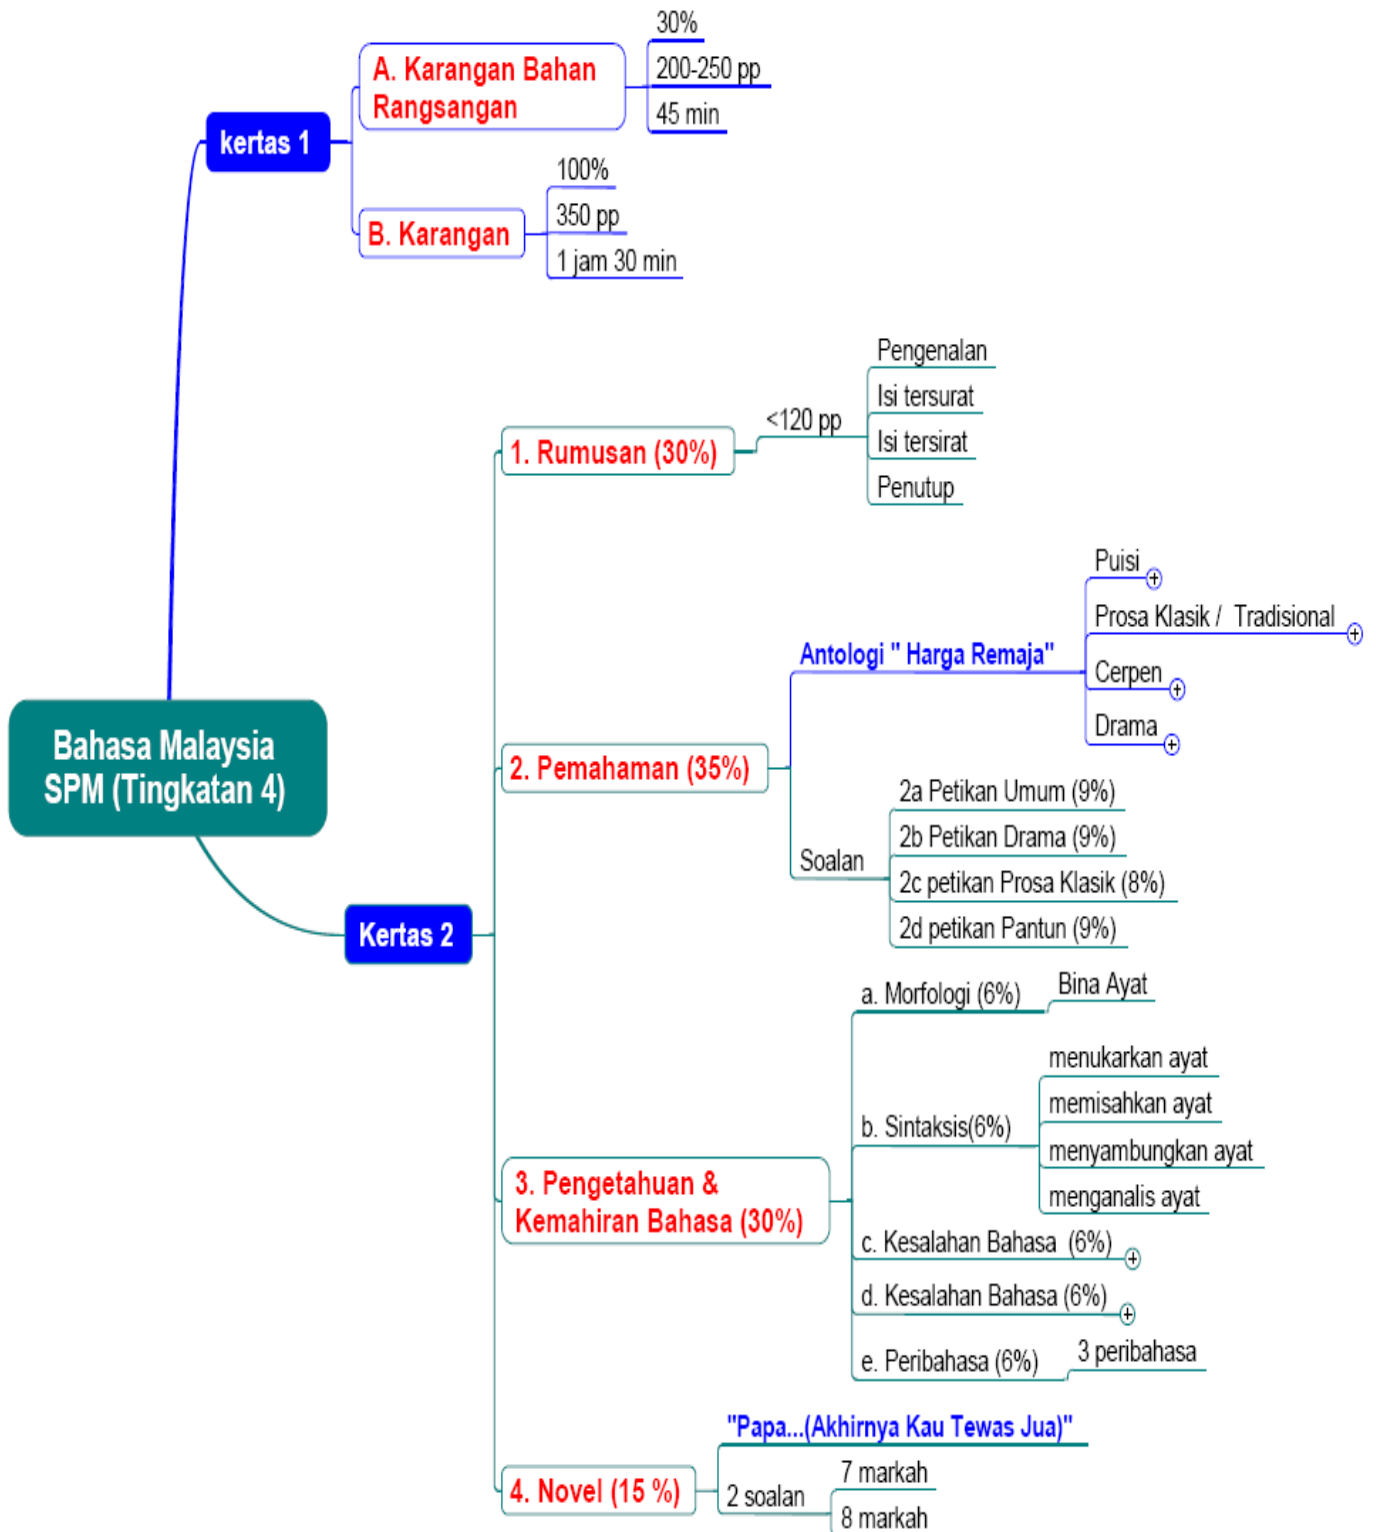 Bahasa Malaysia
SPM (Tingkatan 4)
kertas 1
A. Karangan Bahan
Rangsangan
30%
200-250 pp
45 min
B. Karangan
100%
350 pp
1 jam 30 min
Kertas 2
1. Rumusan (30%)
<120 pp
Pengenalan
Isi tersurat
Isi tersirat
Penutup
2. Pemahaman (35%)
Antologi " Harga Remaja"
Puisi
Prosa Klasik / Tradisional
Cerpen
Drama
Soalan
2a Petikan Umum (9%)
2b Petikan Drama (9%)
2c petikan Prosa Klasik (8%)
2d petikan Pantun (9%)
3. Pengetahuan &
Kemahiran Bahasa (30%)
a. Morfologi (6%)
Bina Ayat
b. Sintaksis(6%)
menukarkan ayat
memisahkan ayat
menyambungkan ayat
menganalis ayat
c. Kesalahan Bahasa (6%)
d. Kesalahan Bahasa (6%)
e. Peribahasa (6%)
3 peribahasa
4. Novel (15 %)
"Papa...(Akhirnya Kau Tewas Jua)"
2 soalan
7 markah
8 markah